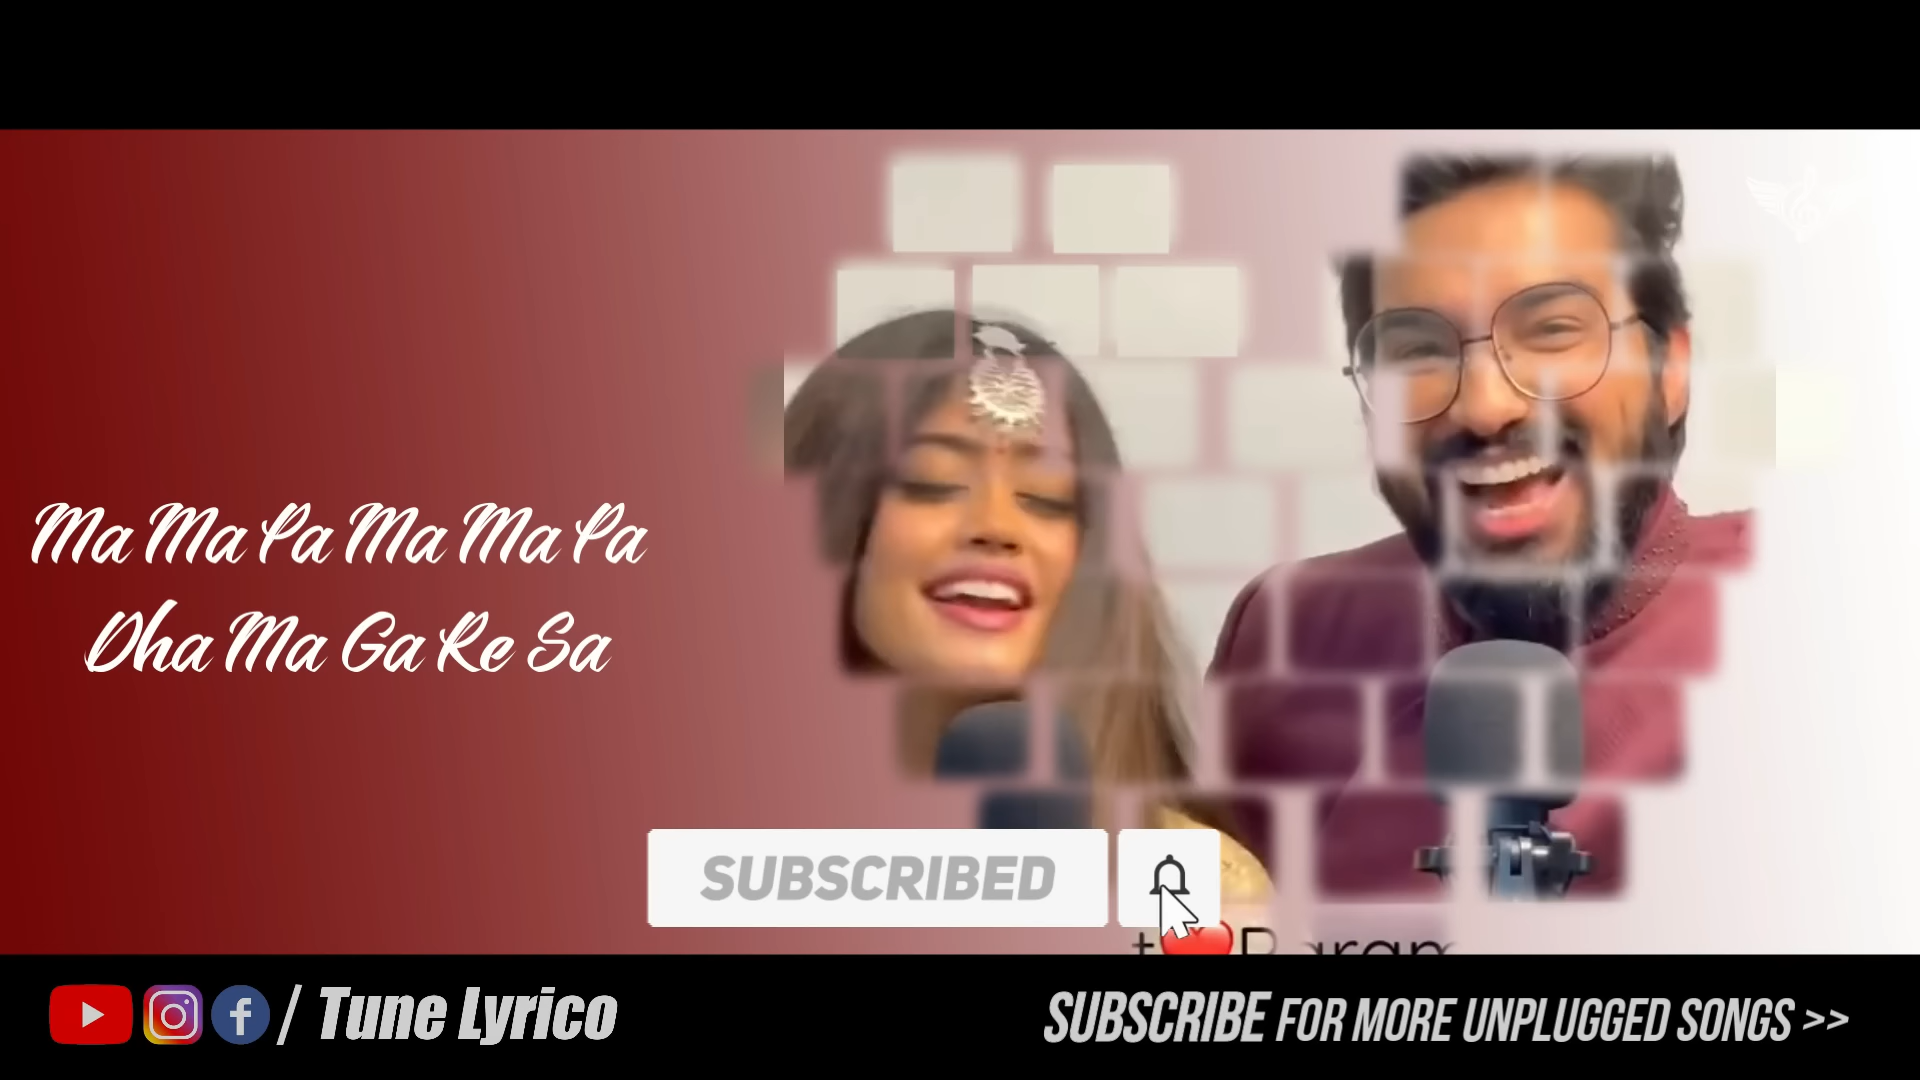 Ma Ma Pa Ma Ma Pa
Dha Ma Ga Re Sa
SUBSCRIBED
/ Tune Lyrico
SUBSCRIBE FOR MORE UNPLUGGED SONGS >>